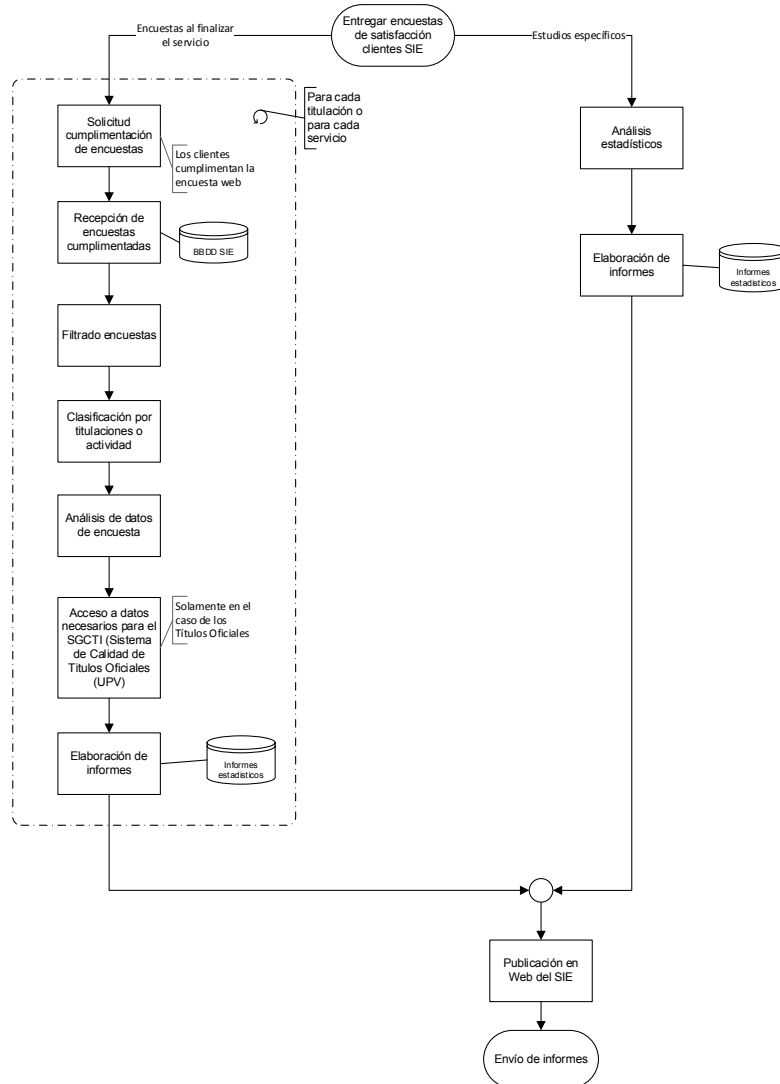 Entregar encuestas
de satisfacción
clientes SIE
Encuestas al finalizar
el servicio
Estudios específicos
Para cada
titulación o
para cada
servicio
Solicitud
cumplimentación
de encuestas
Los clientes
cumplimentan la
encuesta web
Análisis
estadísticos
Recepción de
encuestas
cumplimentadas
BBDD SIE
Elaboración de
informes
Informes
estadísticos
Filtrado encuestas
Clasificación por
titulaciones o
actividad
Análisis de datos
de encuesta
Acceso a datos
necesarios para el
SGCTI (Sistema
de Calidad de
Titulos Oficiales
(UPV)
Solamente en el
caso de los
Títulos Oficiales
Elaboración de
informes
Informes
estadísticos
Publicación en
Web del SIE
Envío de informes